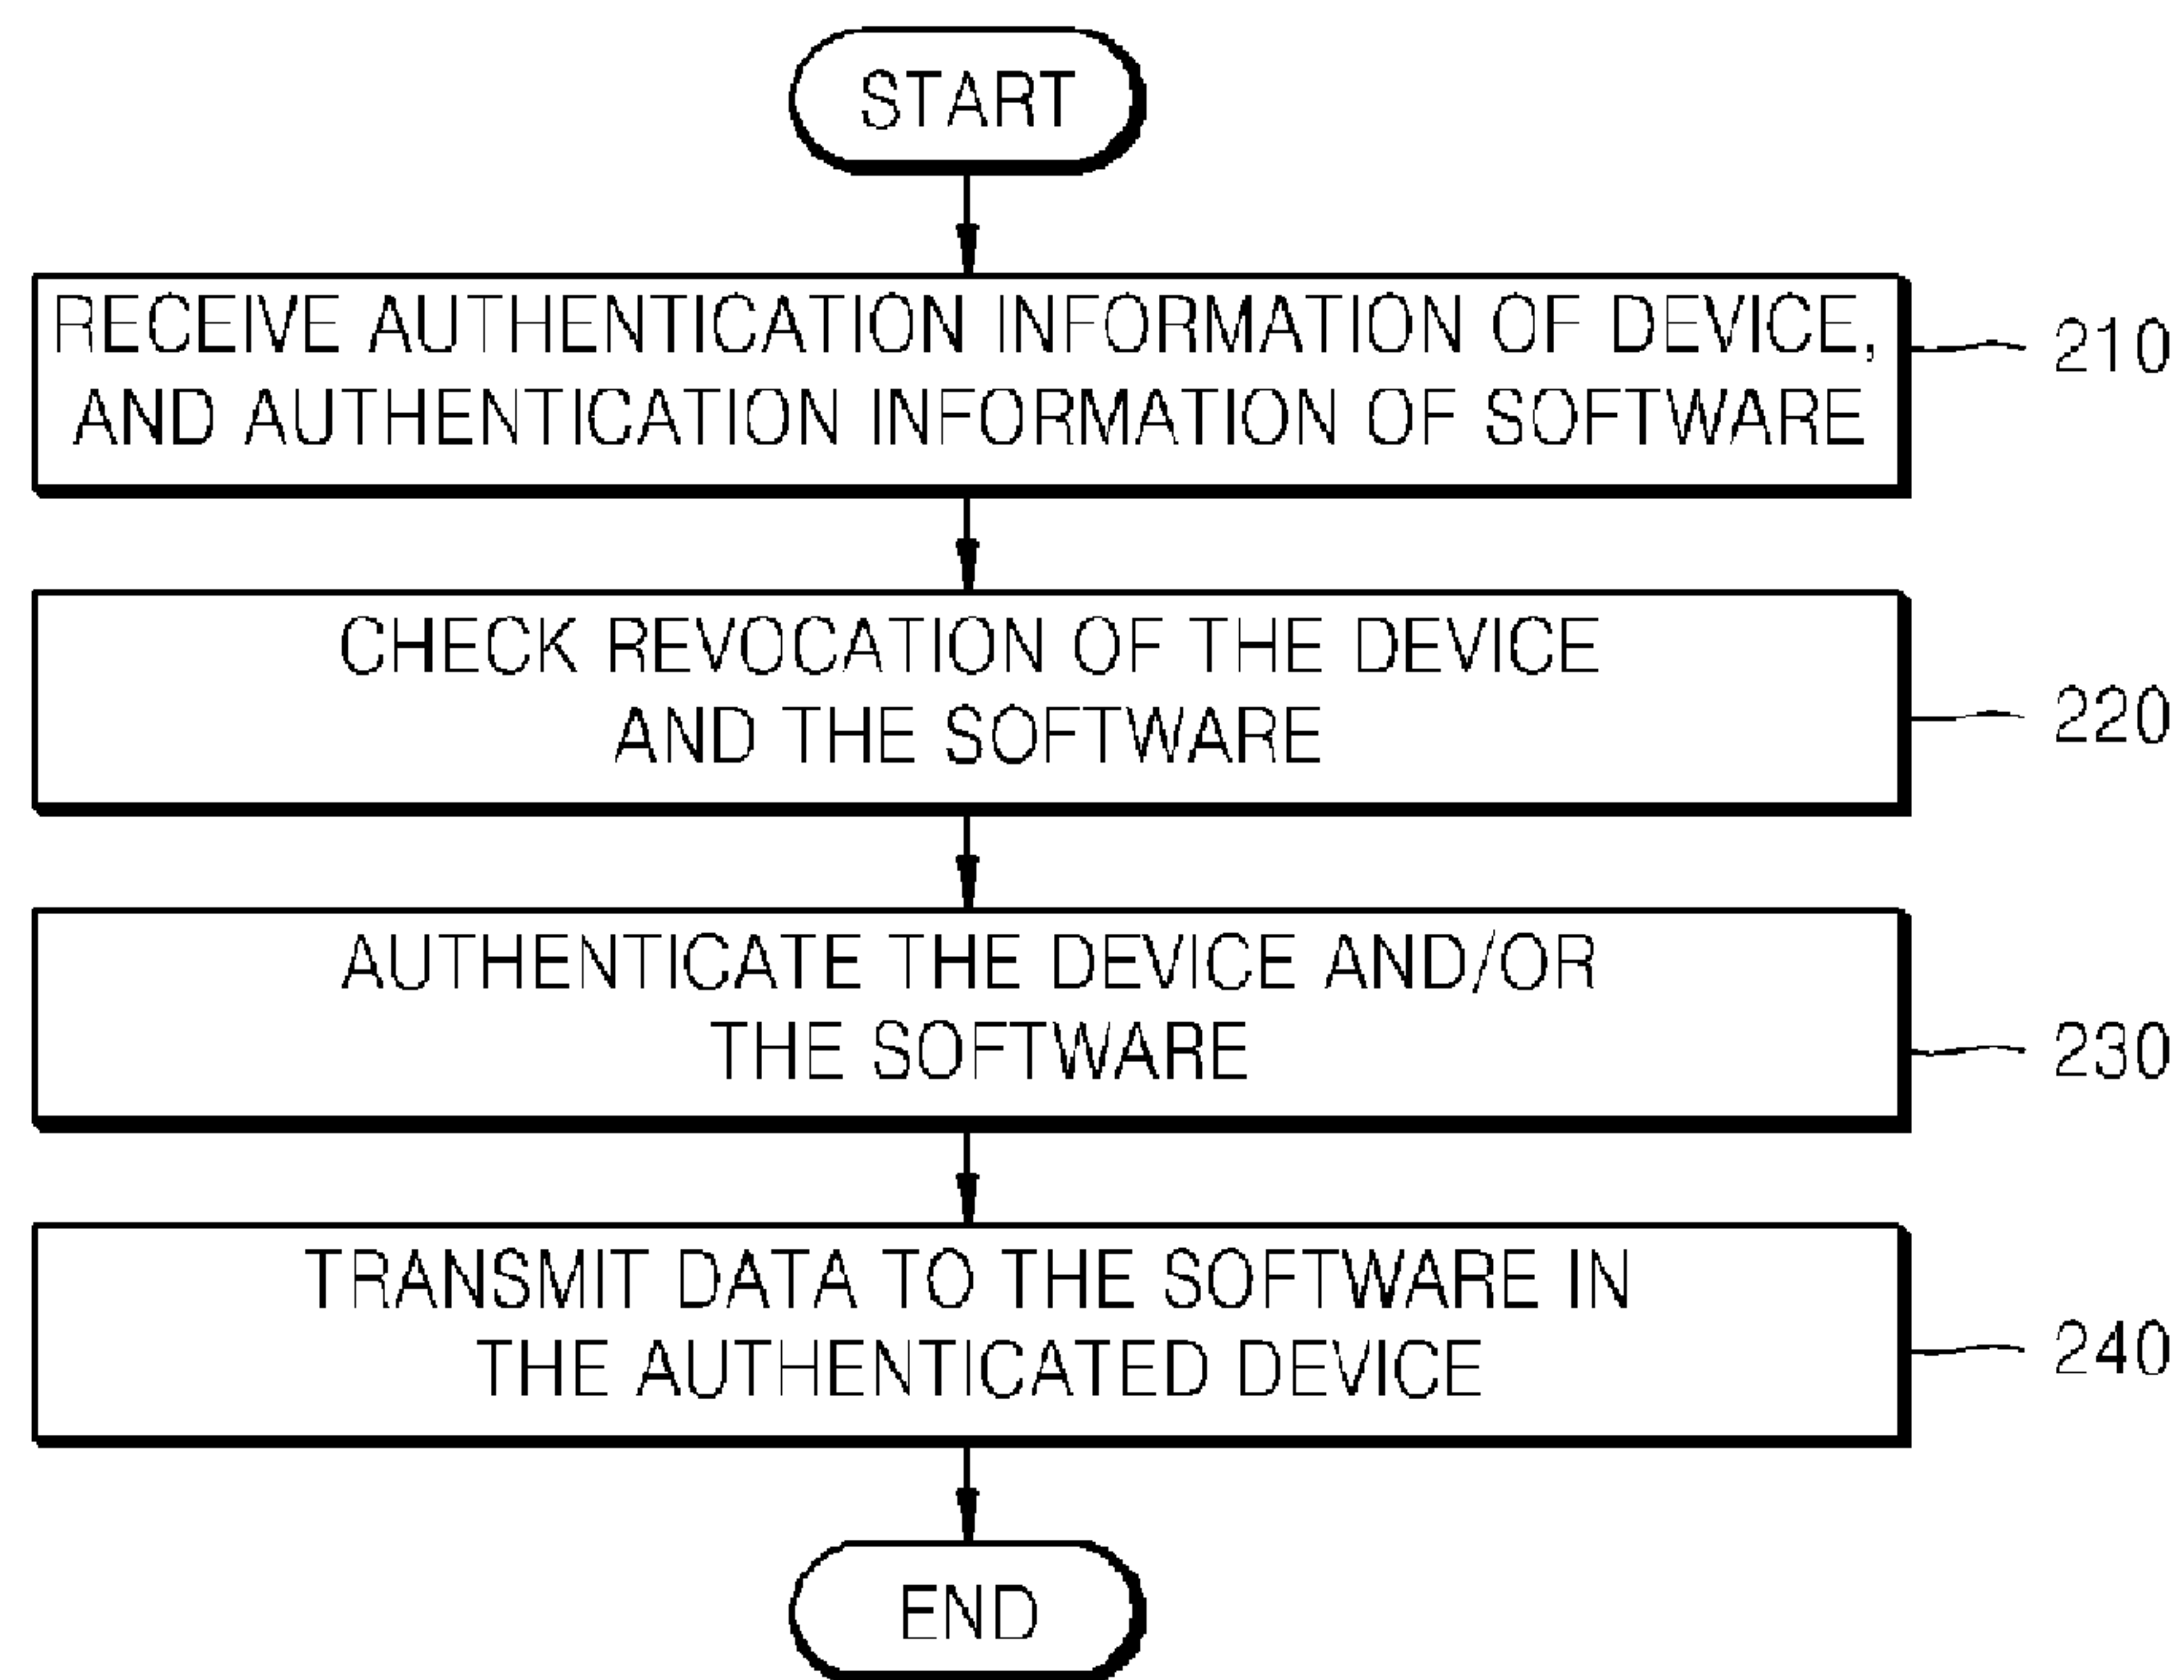 START
RECEIVE AUTHENTICATION INFORMATION OF DEVICE,
AND AUTHENTICATION INFORMATION OF SOFTWARE
210
CHECK REVOCATION OF THE DEVICE
AND THE SOFTWARE
220
AUTHENTICATE THE DEVICE AND/OR
THE SOFTWARE
230
TRANSMIT DATA TO THE SOFTWARE IN
THE AUTHENTICATED DEVICE
240
END